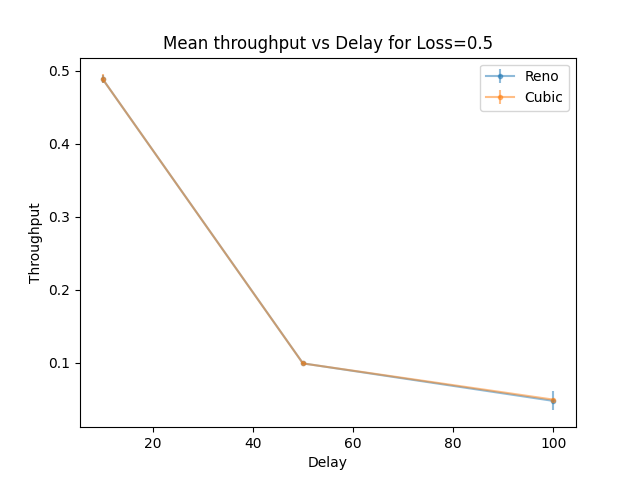 Mean throughput vs Delay for Loss=0.5
Reno
Cubic
Throughput
0.5
0.4
0.3
0.2
0.1
20 40 60 80 100
Delay